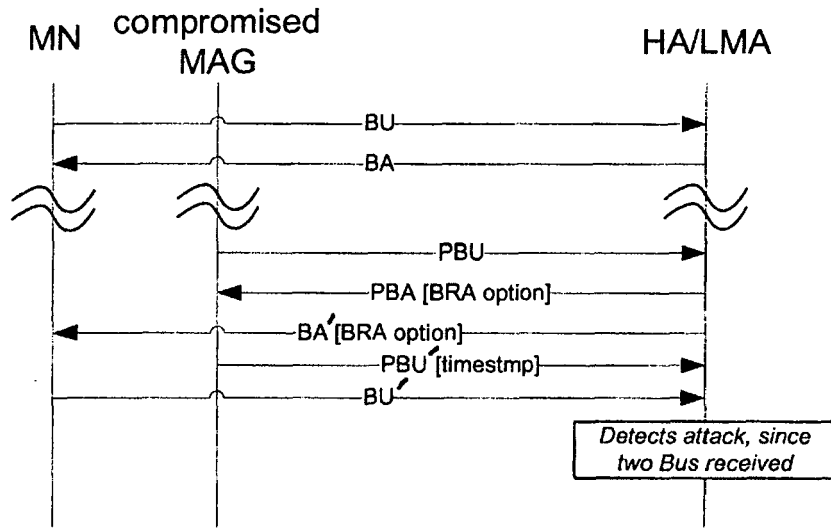 MN
compromised
MAG
HA/LMA
BU
BA
PBU
PBA [BRA option]
BA′[BRA option]
PBU′[timestmp]
BU′
Detects attack, since
two Bus received